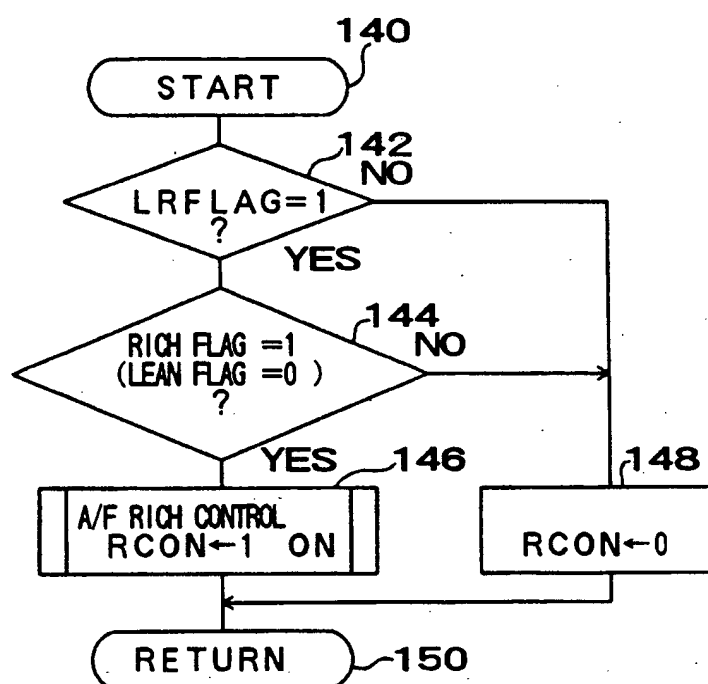 140
START
142
NO
LRFLAG=1
?
YES
144
RICH FLAG =1
NO
(LEAN FLAG =0 )
?
YES
146
148
A/F RICH CONTROL
RCON←1 ON
RCON←0
RETURN
150